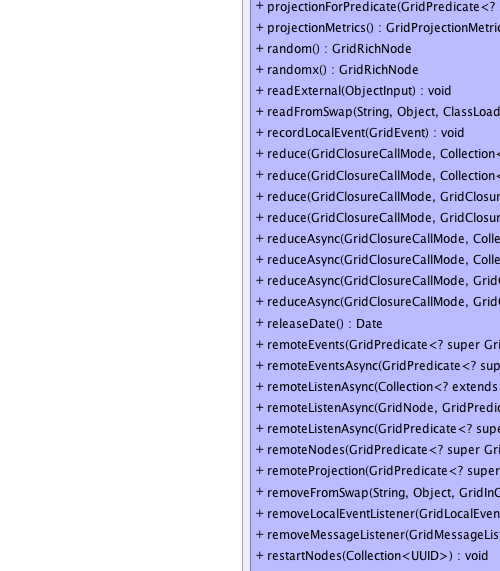 + projectionForPredicate(GridPredicate<?
+ projectionMetrics() : GridProjectionMetric
+ random() : GridRichNode
+ randomx() : GridRichNode
+ readExternal(ObjectInput) : void
+ readFromSwap(String, Object, ClassLoad
+ recordLocalEvent(GridEvent) : void
+ reduce(GridClosureCallMode, Collection<
+ reduce(GridClosureCallMode, Collection<
+ reduce(GridClosureCallMode, GridClosur
+ reduce(GridClosureCallMode, GridClosur
+ reduceAsync(GridClosureCallMode, Colle
+ reduceAsync(GridClosureCallMode, Colle
+ reduceAsync(GridClosureCallMode, Grid
+ reduceAsync(GridClosureCallMode, Grid
+ releaseDate() : Date
+ remoteEvents(GridPredicate<? super Gri
+ remoteEventsAsync(GridPredicate<? sup
+ remoteListenAsync(Collection<? extends
+ remoteListenAsync(GridNode, GridPredic
+ remoteListenAsync(GridPredicate<? supe
+ remoteNodes(GridPredicate<? super Gri
+ remoteProjection(GridPredicate<? super
+ removeFromSwap(String, Object, GridInC
+ removeLocalEventListener(GridLocalEven
+ removeMessageListener(GridMessageList
+ restartNodes(Collection<UUID>) : void